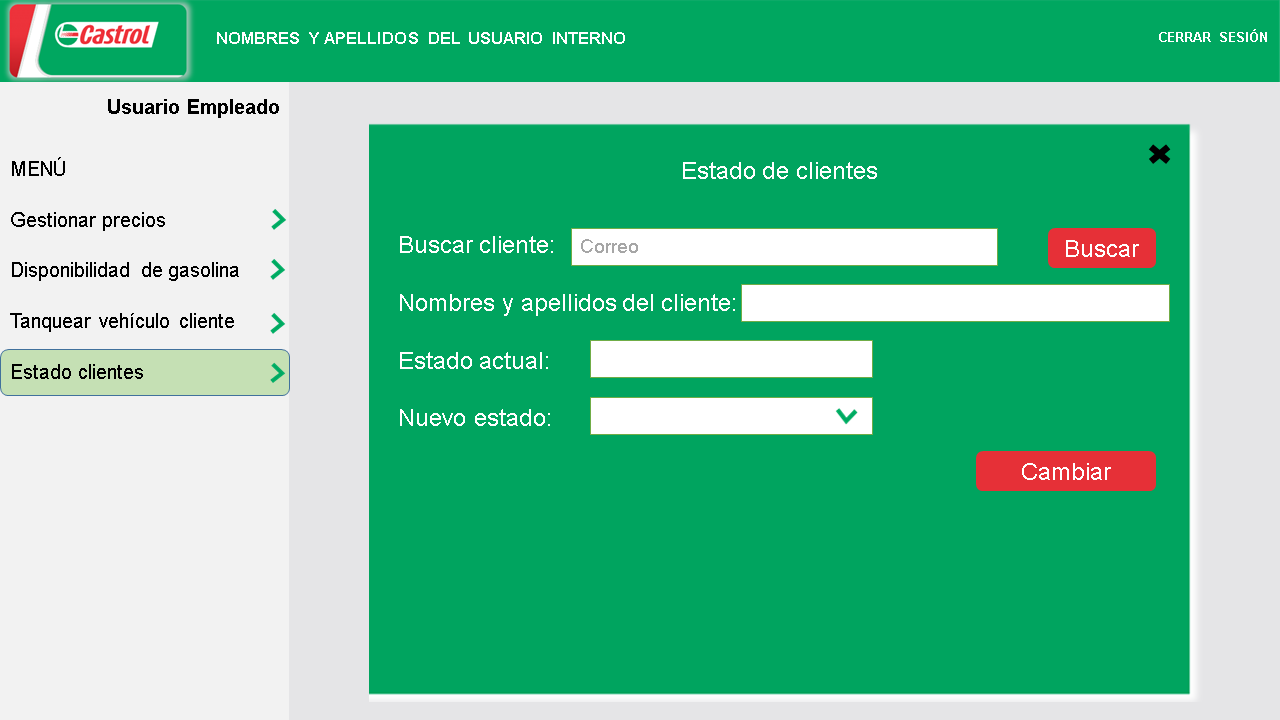 Castrol
NOMBRES Y APELLIDOS DEL USUARIO INTERNO
CERRAR SESIÓN
Usuario Empleado
MENÚ
Gestionar precios
Disponibilidad de gasolina
Tanquear vehículo cliente
Estado clientes
Estado de clientes
Buscar cliente: Correo Buscar
Nombres y apellidos del cliente:
Estado actual:
Nuevo estado:
Cambiar